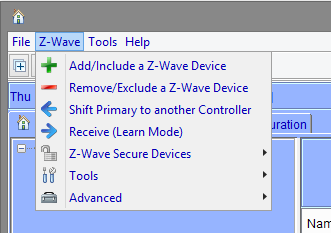 File Z-Wave Tools Help
Add/Include a Z-Wave Device
Remove/Exclude a Z-Wave Device
Thu
Shift Primary to another Controller
Receive (Learn Mode)
uration
Z-Wave Secure Devices
Tools
Advanced
Nam